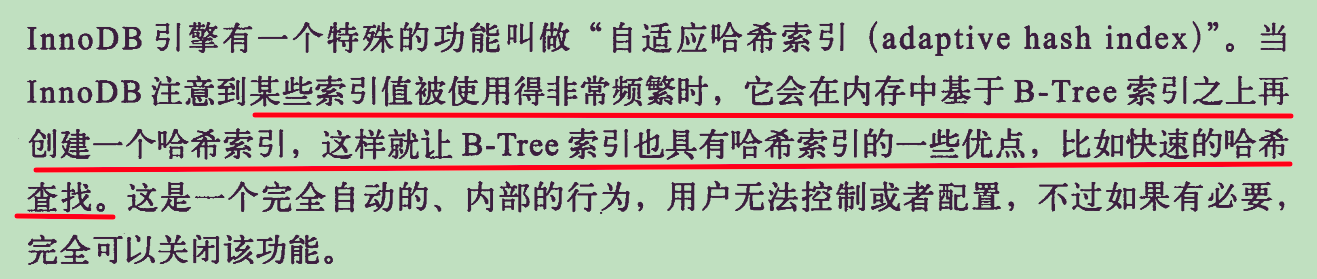 InnoDB 引擎有一个特殊的功能叫做“自适应哈希索引（adaptive hash index）”。当
InnoDB 注意到某些索引值被使用得非常频繁时，它会在内存中基于 B-Tree 索引之上再
创建一个哈希索引，这样就让 B-Tree 索引也具有哈希索引的一些优点，比如快速的哈希
查找。这是一个完全自动的、内部的行为，用户无法控制或者配置，不过如果有必要，
完全可以关闭该功能。